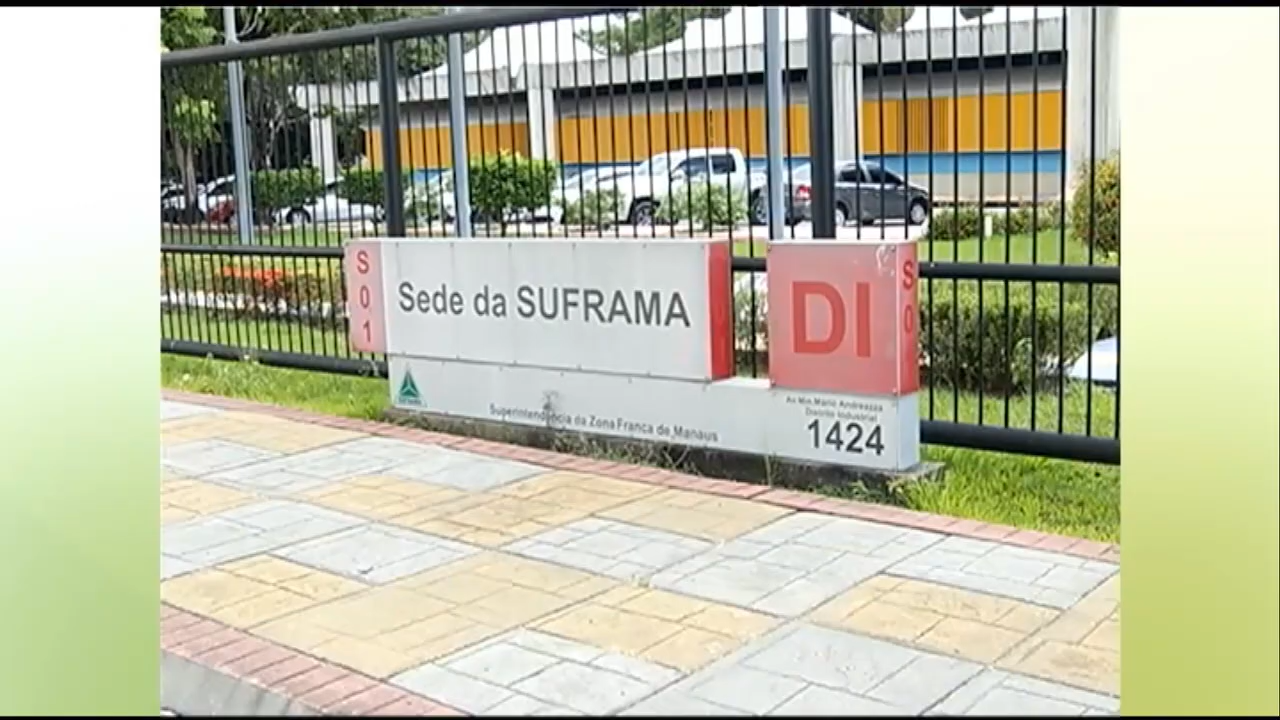 S01
Sede da SUFRAMA
DI
S0
Superintendência da Zona Franca de Manaus
Av Min.Mário Andreazza
Distrito Industrial
1424